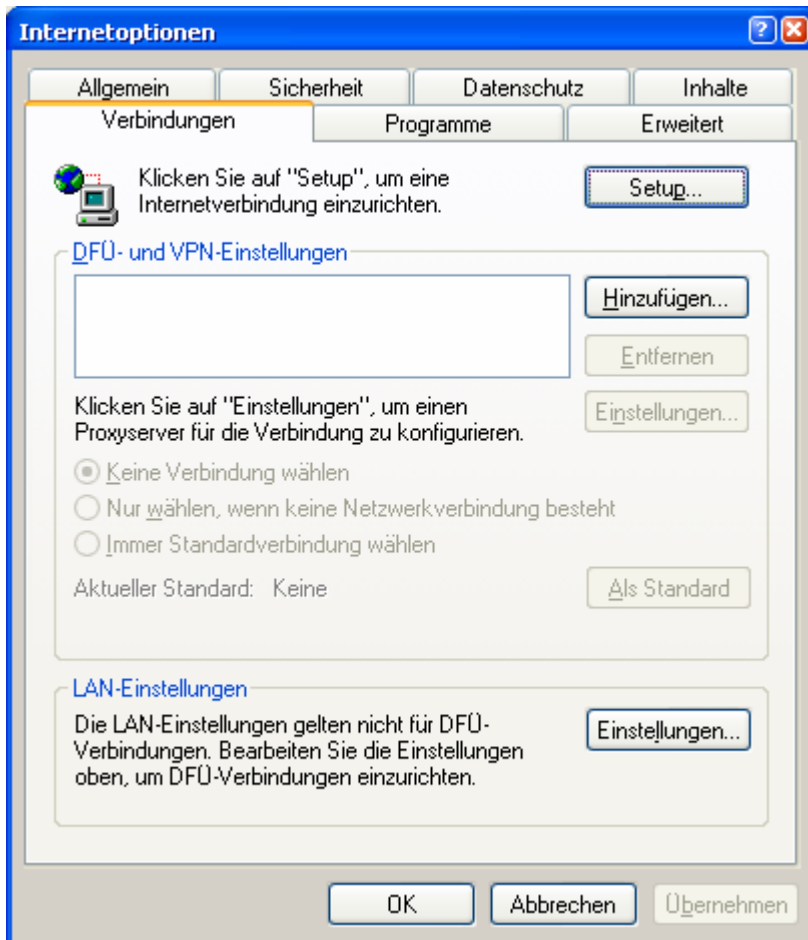 Internetoptionen
Allgemein Sicherheit Datenschutz Inhalte
Verbindungen Programme Erweitert
Klicken Sie auf "Setup", um eine
Internetverbindung einzurichten.
Setup...
DFÜ- und VPN-Einstellungen
Hinzufügen...
Entfernen
Klicken Sie auf "Einstellungen", um einen
Proxyserver für die Verbindung zu konfigurieren.
Einstellungen...
Keine Verbindung wählen
Nur wählen, wenn keine Netzwerkverbindung besteht
Immer Standardverbindung wählen
Aktueller Standard: Keine
Als Standard
LAN-Einstellungen
Die LAN-Einstellungen gelten nicht für DFÜ-
Verbindungen. Bearbeiten Sie die Einstellungen
oben, um DFÜ-Verbindungen einzurichten.
Einstellungen...
OK Abbrechen Übernehmen